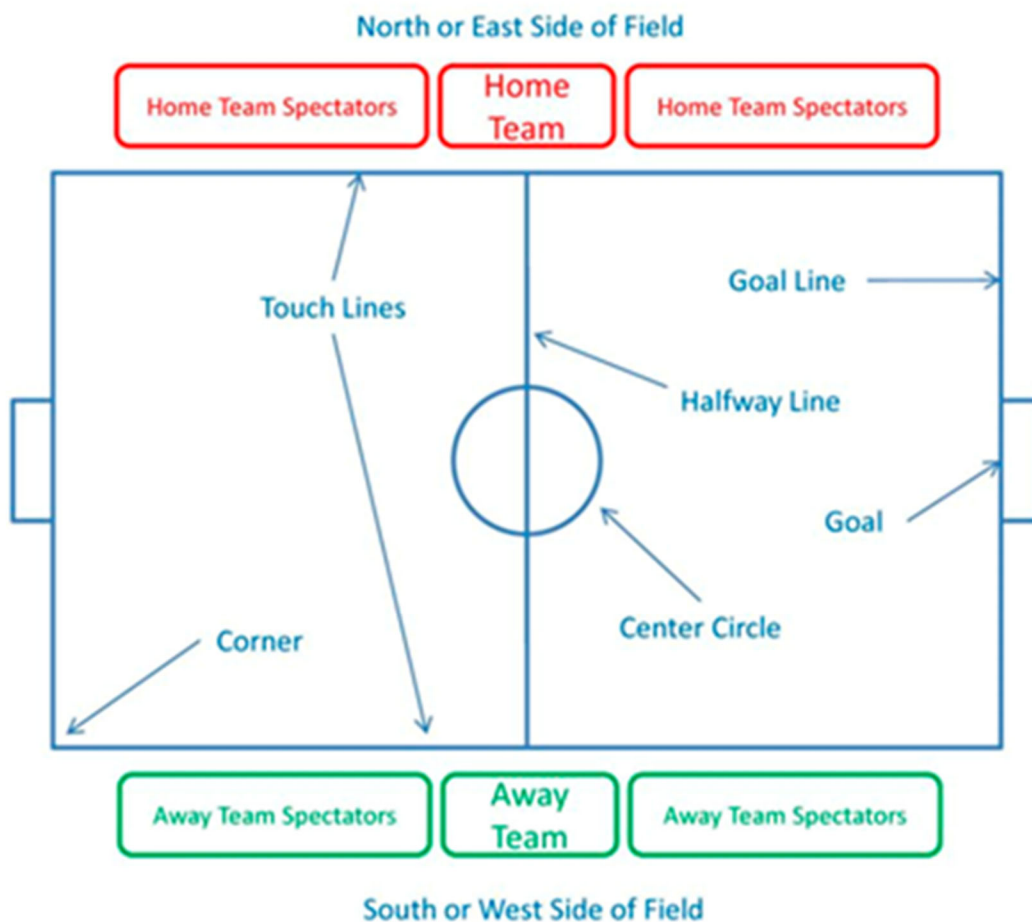 North or East Side of Field
Home Team Spectators
Home
Team
Home Team Spectators
Touch Lines
Goal Line
Halfway Line
Goal
Center Circle
Corner
Away Team Spectators
Away
Team
Away Team Spectators
South or West Side of Field